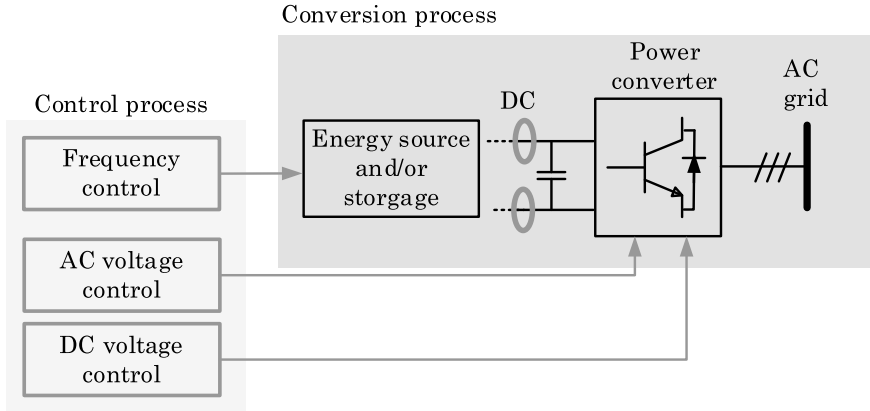 Conversion process
Power
converter
AC
grid
DC
Control process
Frequency
control
Energy source
and/or
storgage
AC voltage
control
DC voltage
control